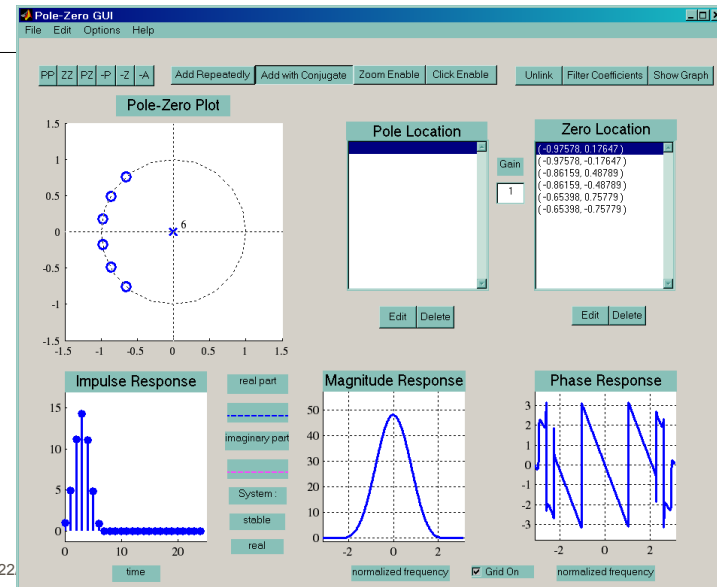 Pole-Zero GUI
File Edit Options Help
PP ZZ PZ -P -Z -A Add Repeatedly Add with Conjugate Zoom Enable Click Enable Unlink Filter Coefficients Show Graph
Pole-Zero Plot
1.5
1
0.5
0
-0.5
-1
-1.5
-1.5 -1 -0.5 0 0.5 1 1.5
6
Pole Location
Edit Delete
Gain
1
Zero Location
(-0.97578, 0.17647 )
(-0.97578, -0.17647 )
(-0.86159, 0.48789 )
(-0.86159, -0.48789 )
(-0.65398, 0.75779 )
(-0.65398, -0.75779 )
Edit Delete
Impulse Response
15
10
5
0
0 10 20
time
real part
imaginary part
System :
stable
real
Magnitude Response
50
40
30
20
10
0
-2 0 2
normalized frequency
Grid On
Phase Response
3
2
1
0
-1
-2
-3
-2 0 2
normalized frequency
22